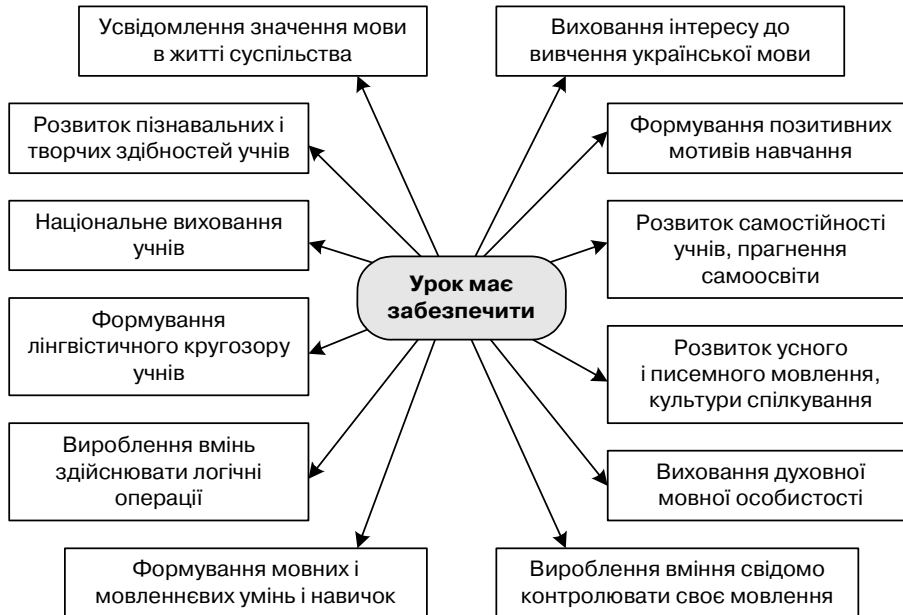 Усвідомлення значення мови
в житті суспільства
Виховання інтересу до
вивчення української мови
Розвиток пізнавальних і
творчих здібностей учнів
Формування позитивних
мотивів навчання
Національне виховання
учнів
Розвиток самостійності
учнів, прагнення
самоосвіти
Урок має
забезпечити
Формування
лінгвістичного кругозору
учнів
Розвиток усного
і писемного мовлення,
культури спілкування
Вироблення вмінь
здійснювати логічні
операції
Виховання духовної
мовної особистості
Формування мовних і
мовленнєвих умінь і навичок
Вироблення вміння свідомо
контролювати своє мовлення